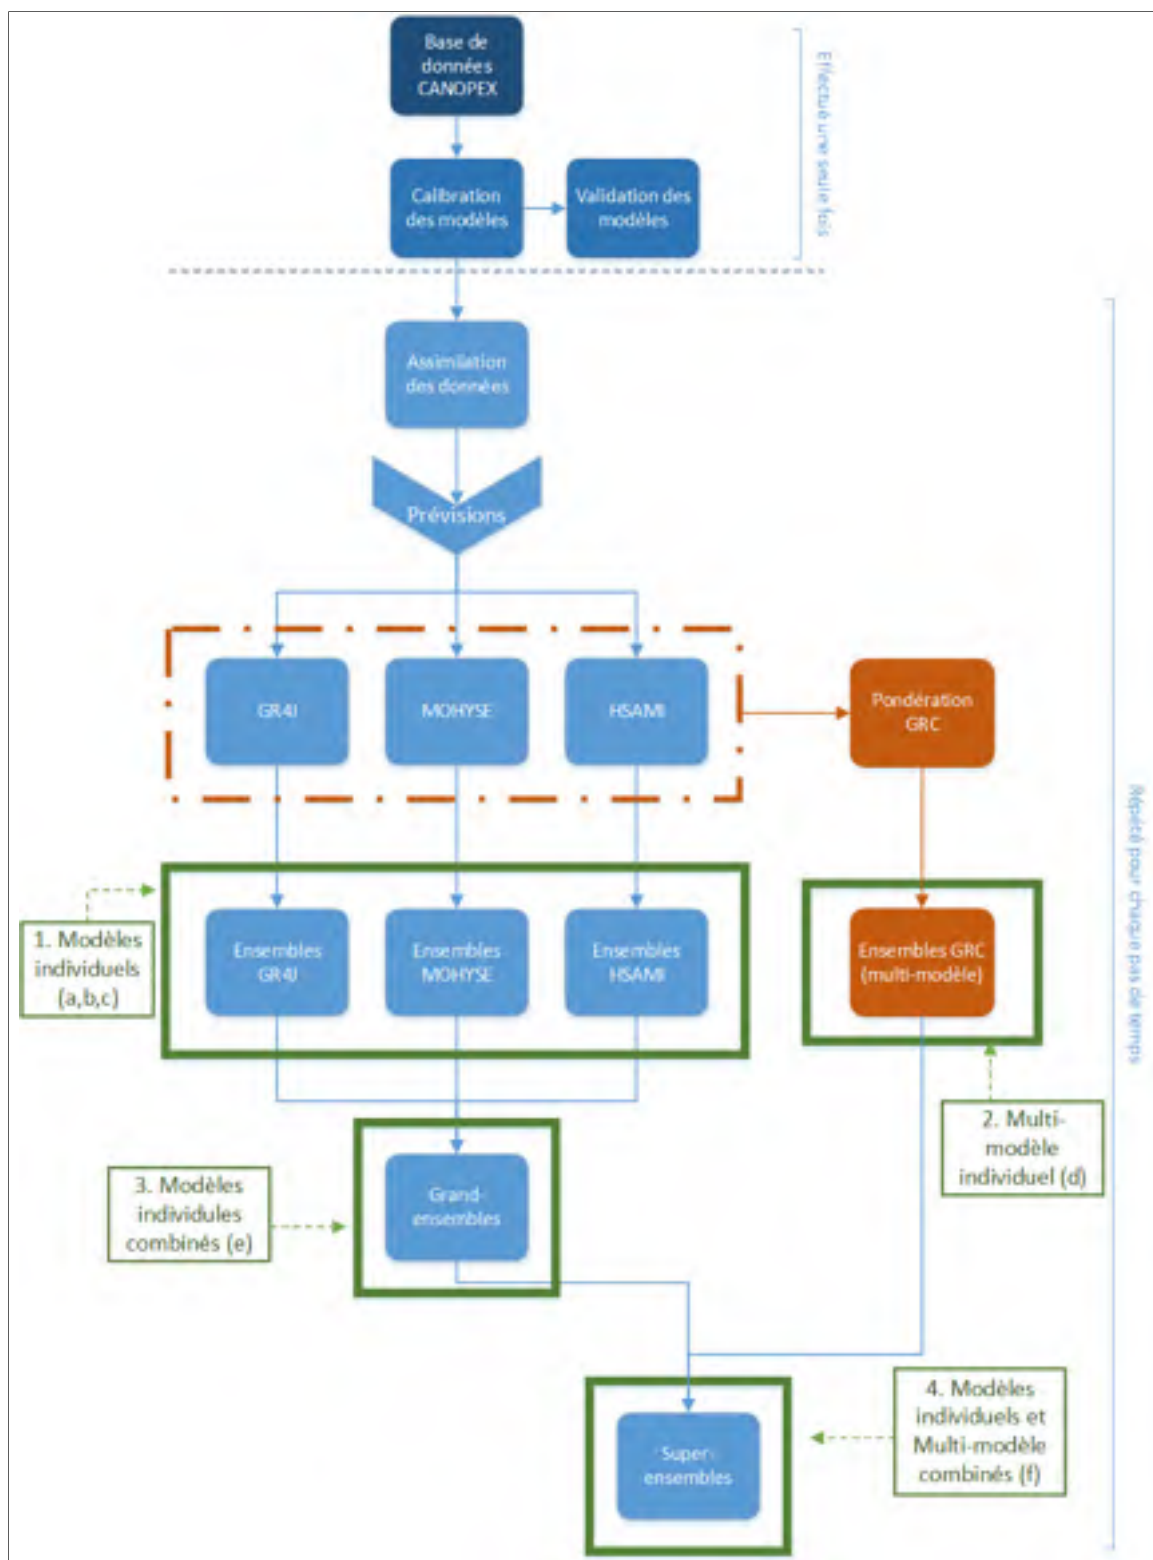 Base de
données
CANOPEX
Effectué une seule fois
Calibration
des modèles
Validation des
modèles
Assimilation
des données
Prévisions
GR4J
MOHYSE
HSAMI
Pondération
GRC
Répété pour chaque pas de temps
1. Modèles
individuels
(a,b,c)
Ensembles
GR4J
Ensembles
MOHYSE
Ensembles
HSAMI
Ensembles GRC
(multi-modèle)
2. Multi-
modèle
individuel (d)
3. Modèles
individules
combinés (e)
Grand-
ensembles
4. Modèles
individuels et
Multi-modèle
combinés (f)
Super-
ensembles